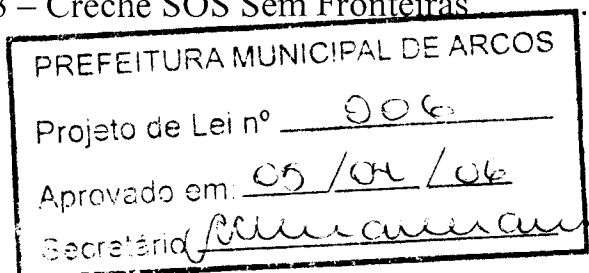 – Creche SOS Sem Fronteiras
PREFEITURA MUNICIPAL DE ARCOS
Projeto de Lei nº 006
Aprovado em: 05 /04 /06
Secretário